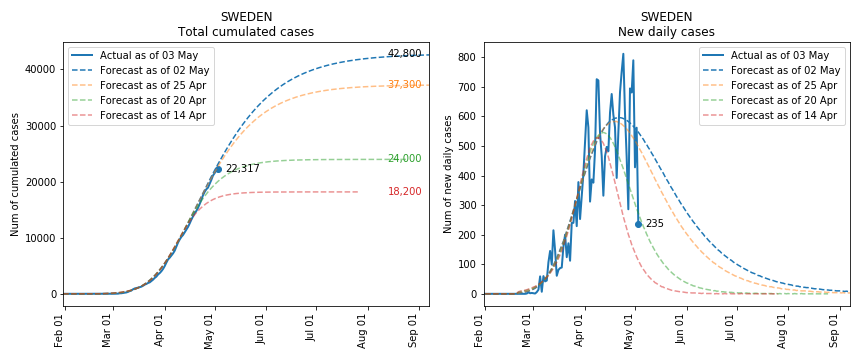 SWEDEN
Total cumulated cases
Num of cumulated cases
40000
30000
20000
10000
0
Actual as of 03 May
Forecast as of 02 May
Forecast as of 25 Apr
Forecast as of 20 Apr
Forecast as of 14 Apr
42,800
37,300
24,000
18,200
22,317
Feb 01
Mar 01
Apr 01
May 01
Jun 01
Jul 01
Aug 01
Sep 01
SWEDEN
New daily cases
Num of new daily cases
800
700
600
500
400
300
200
100
0
Actual as of 03 May
Forecast as of 02 May
Forecast as of 25 Apr
Forecast as of 20 Apr
Forecast as of 14 Apr
235
Feb 01
Mar 01
Apr 01
May 01
Jun 01
Jul 01
Aug 01
Sep 01